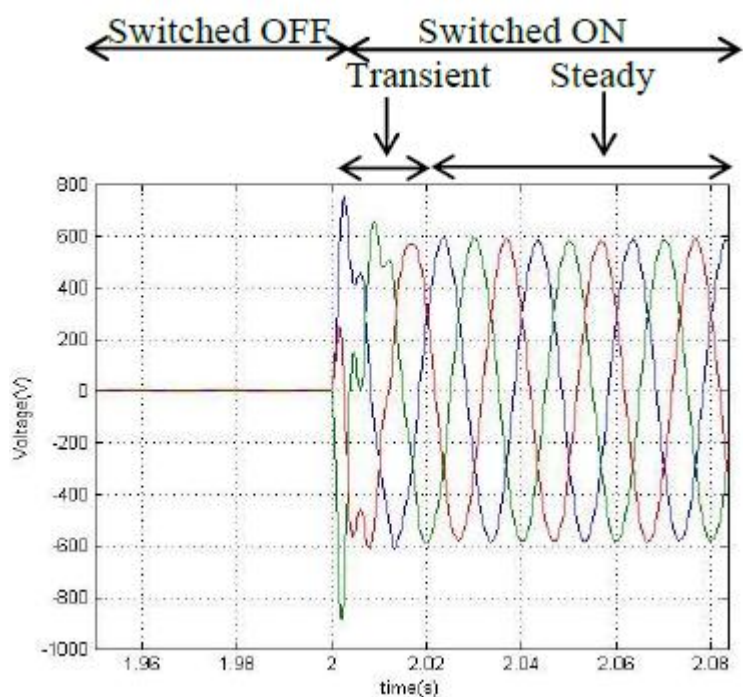 Switched OFF Switched ON
Transient Steady
800
600
400
200
0
-200
-400
-600
-800
-1000
Voltage(V)
1.96 1.98 2 2.02 2.04 2.06 2.08
time(s)